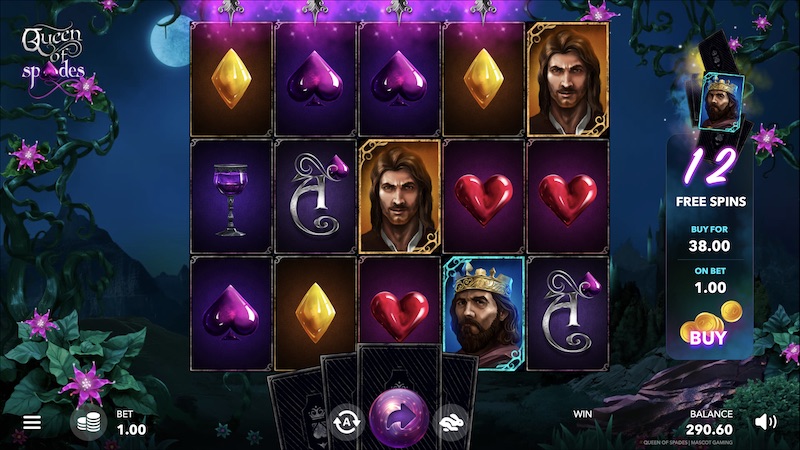 Queen
of
spades
12
FREE SPINS
BUY FOR
38.00
ON BET
1.00
BUY
BET
1.00
A
WIN
BALANCE
290.60
QUEEN OF SPADES | MASCOT GAMING